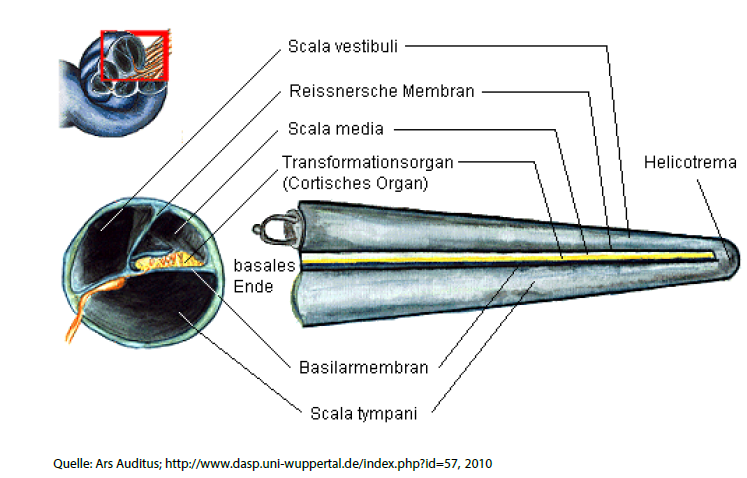 Scala vestibuli
Reissnersche Membran
Scala media
Transformationsorgan
(Cortisches Organ)
Helicotrema
basales
Ende
Basilarmembran
Scala tympani
Quelle: Ars Auditus; http://www.dasp.uni-wuppertal.de/index.php?id=57, 2010